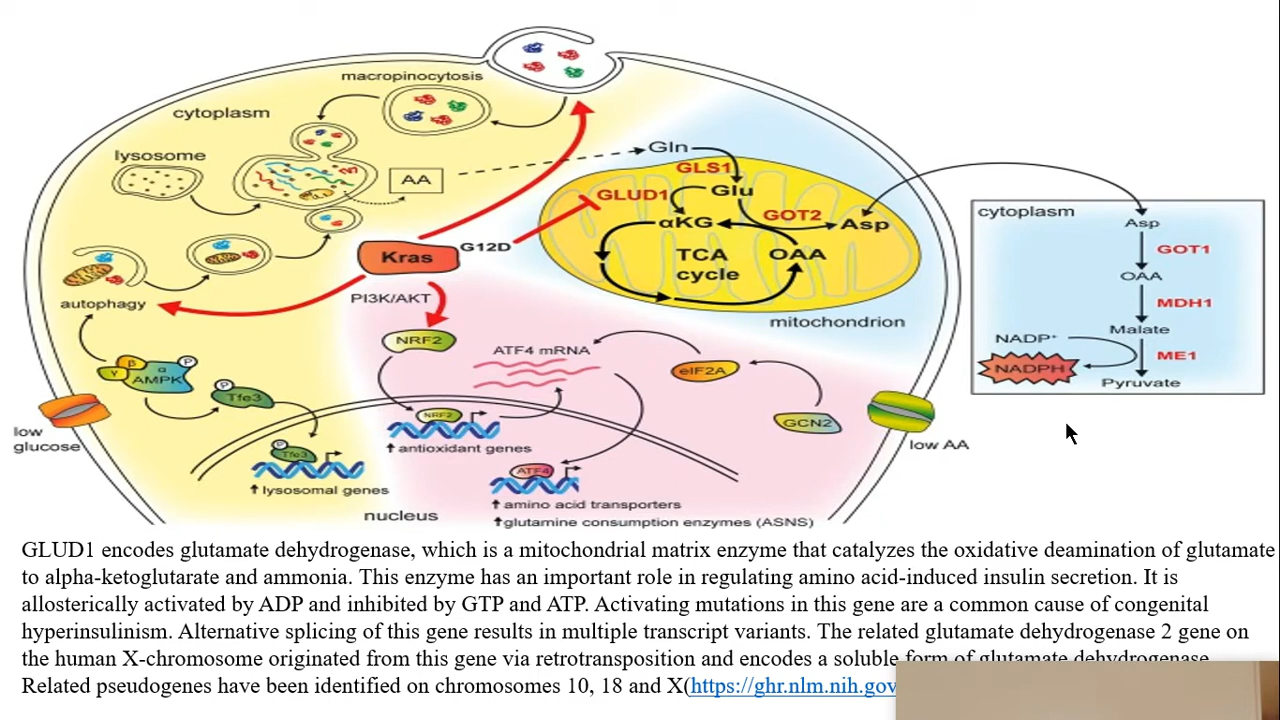 macropinocytosis
cytoplasm
lysosome
AA
Gln
GLS1
GLUD1
Glu
αKG
GOT2
Asp
TCA
cycle
OAA
mitochondrion
Kras
G12D
PI3K/AKT
autophagy
AMPK
α
β
γ
P
P
Tfe3
P
Tfe3
↑lysosomal genes
low
glucose
NRF2
NRF2
↑antioxidant genes
ATF4 mRNA
eIF2A
GCN2
ATF4
↑amino acid transporters
↑glutamine consumption enzymes (ASNS)
nucleus
low AA
cytoplasm
Asp
GOT1
OAA
MDH1
Malate
NADP⁺
ME1
NADPH
Pyruvate
GLUD1 encodes glutamate dehydrogenase, which is a mitochondrial matrix enzyme that catalyzes the oxidative deamination of glutamate
to alpha-ketoglutarate and ammonia. This enzyme has an important role in regulating amino acid-induced insulin secretion. It is
allosterically activated by ADP and inhibited by GTP and ATP. Activating mutations in this gene are a common cause of congenital
hyperinsulinism. Alternative splicing of this gene results in multiple transcript variants. The related glutamate dehydrogenase 2 gene on
the human X-chromosome originated from this gene via retrotransposition and encodes a soluble form of glutamate dehydrogenase
Related pseudogenes have been identified on chromosomes 10, 18 and X(https://ghr.nlm.nih.gov